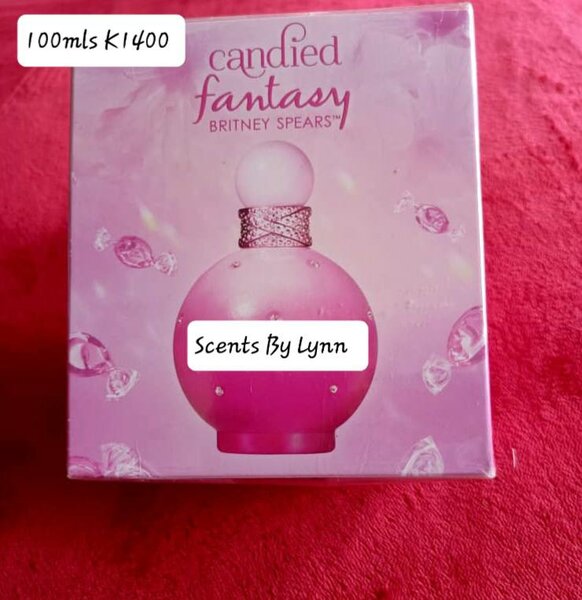 100mls K1400
candied
fantasy
BRITNEY SPEARS™
Scents By Lynn